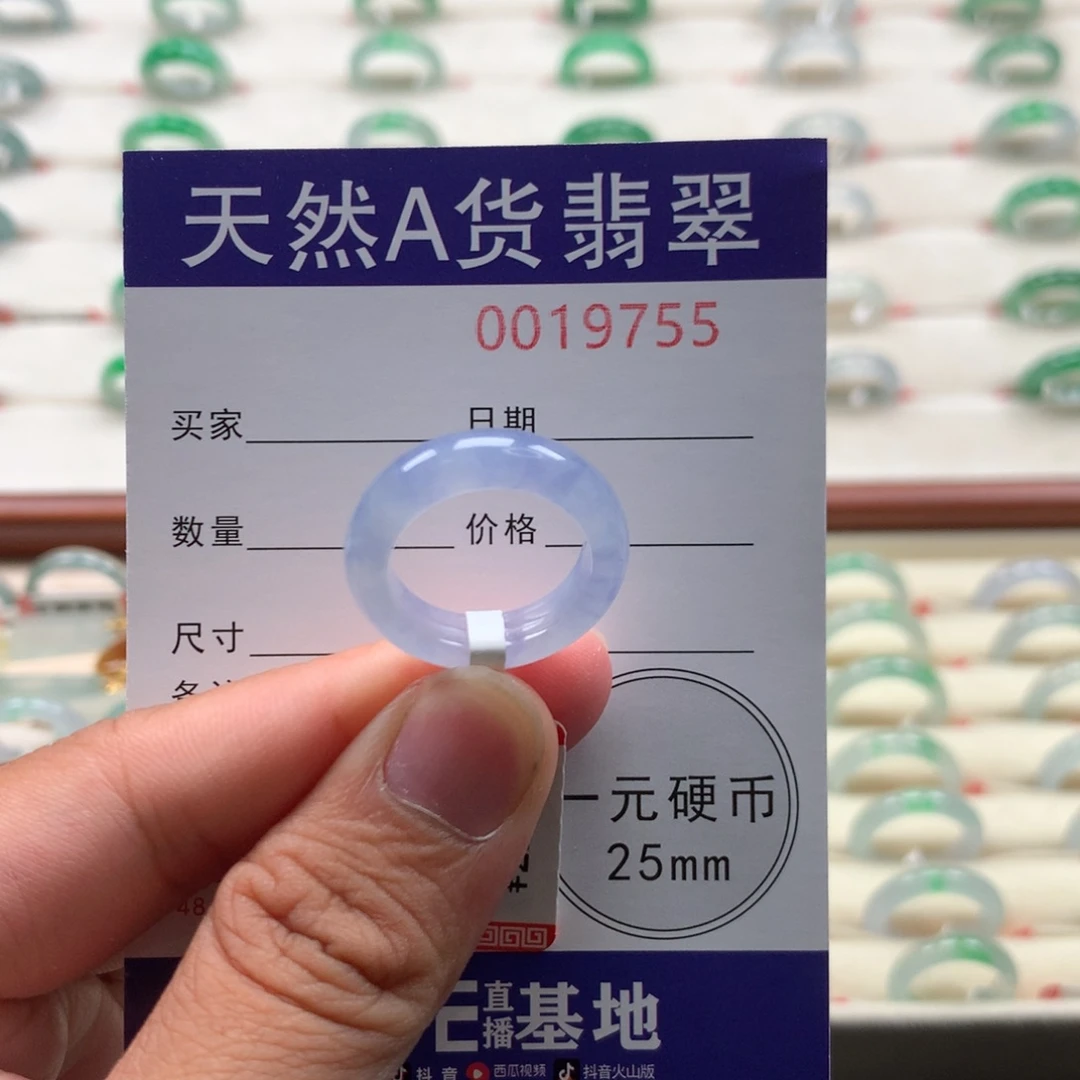 天然A货翡翠
0019755
买家 日期
数量 价格
尺寸
一元硬币
25mm
48
直播基地
抖音 西瓜视频 抖音火山版